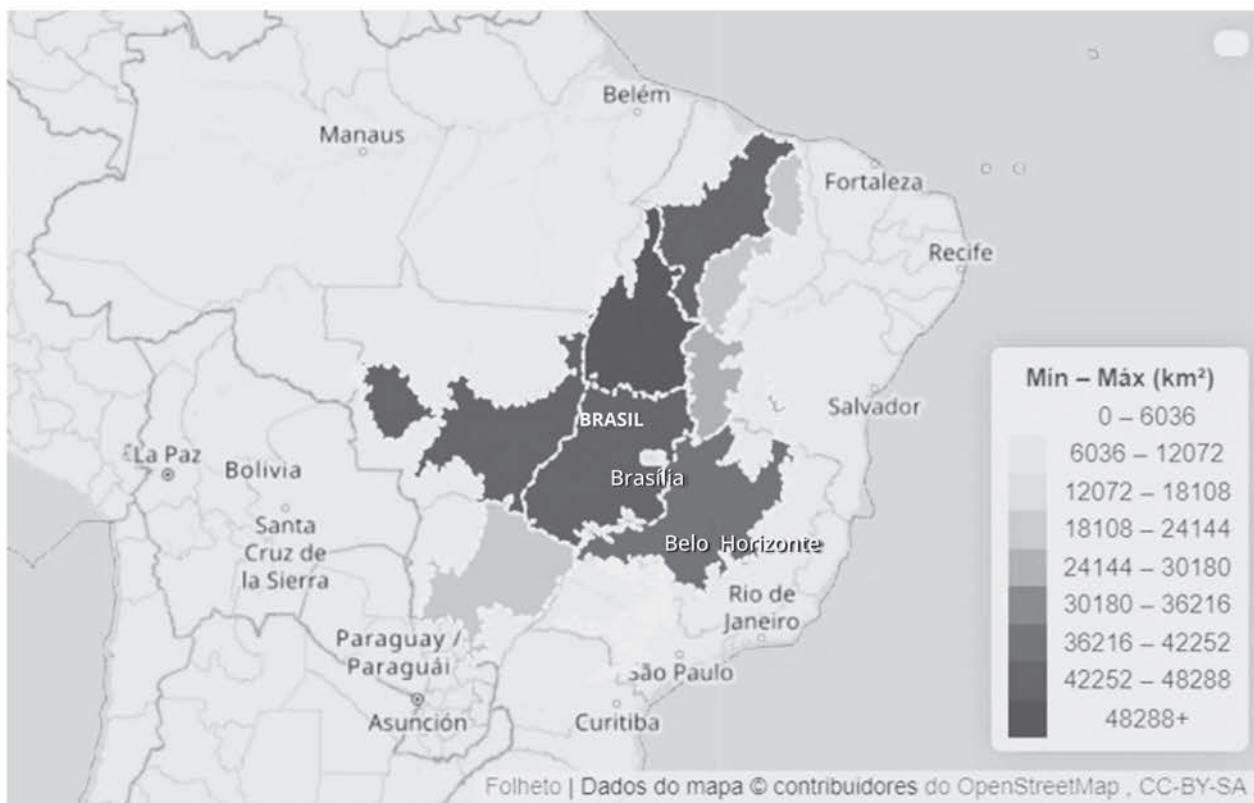 Belém
Manaus
Fortaleza
Recife
Mín – Máx (km²)
0 – 6036
6036 – 12072
12072 – 18108
18108 – 24144
24144 – 30180
30180 – 36216
36216 – 42252
42252 – 48288
48288+
Salvador
BRASIL
La Paz
Bolivia
Brasília
Santa
Cruz de
la Sierra
Belo Horizonte
Rio de
Janeiro
Paraguay /
Paraguái
São Paulo
Asunción
Curitiba
Folheto | Dados do mapa © contribuidores do OpenStreetMap , CC-BY-SA